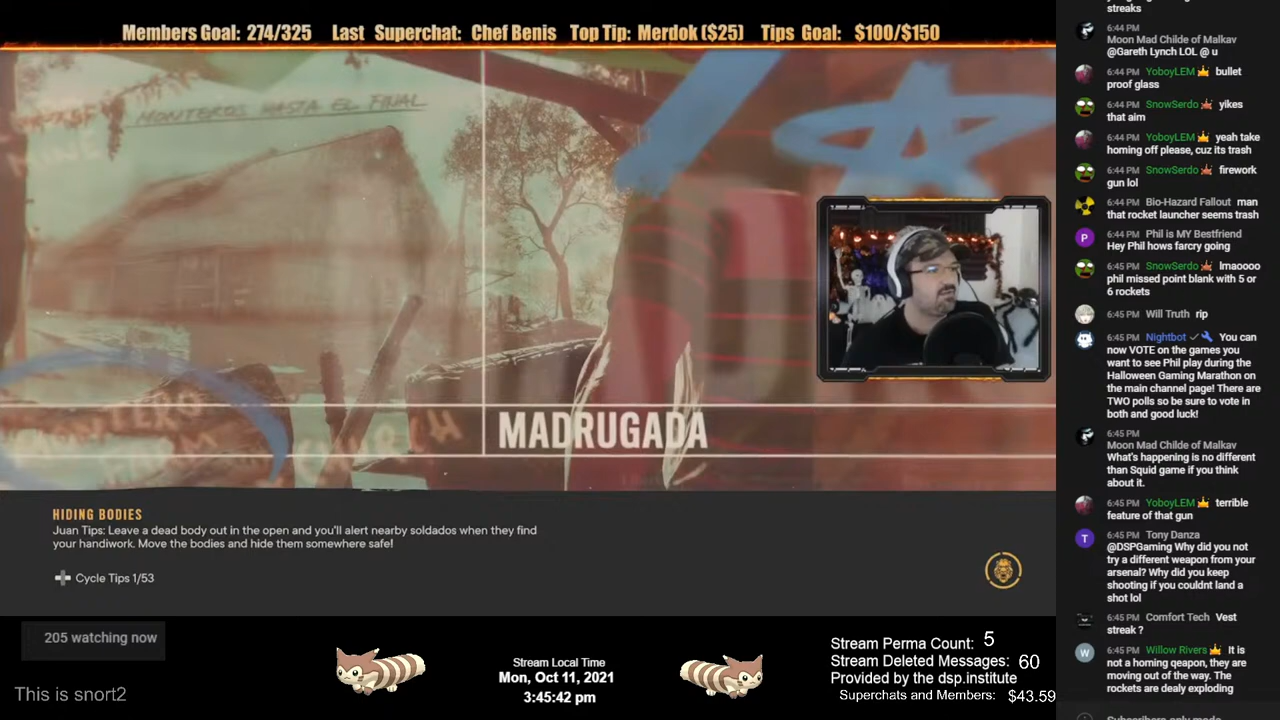 Members Goal: 274/325 Last Superchat: Chef Benis Top Tip: Merdok ($25) Tips Goal: $100/$150
MONTEROS HASTA EL FINAL
MADRUGADA
HIDING BODIES
Juan Tips: Leave a dead body out in the open and you'll alert nearby soldados when they find
your handiwork. Move the bodies and hide them somewhere safe!
Cycle Tips 1/53
205 watching now
This is snort2
Stream Local Time
Mon, Oct 11, 2021
3:45:42 pm
Stream Perma Count: 5
Stream Deleted Messages: 60
Provided by the dsp.institute
Superchats and Members: $43.59
streaks
6:44 PM
Moon Mad Childe of Malkav
@Gareth Lynch LOL @ u
6:44 PM YoboyLEM bullet
proof glass
6:44 PM SnowSerdo yikes
that aim
6:44 PM YoboyLEM yeah take
homing off please, cuz its trash
6:44 PM SnowSerdo firework
gun lol
6:44 PM Bio-Hazard Fallout man
that rocket launcher seems trash
6:44 PM Phil is MY Bestfriend
Hey Phil hows farcry going
6:45 PM SnowSerdo lmaoooo
phil missed point blank with 5 or
6 rockets
6:45 PM Will Truth rip
6:45 PM Nightbot You can
now VOTE on the games you
want to see Phil play during the
Halloween Gaming Marathon on
the main channel page! There are
TWO polls so be sure to vote in
both and good luck!
6:45 PM
Moon Mad Childe of Malkav
What's happening is no different
than Squid game if you think
about it.
6:45 PM YoboyLEM terrible
feature of that gun
6:45 PM Tony Danza
@DSPGaming Why did you not
try a different weapon from your
arsenal? Why did you keep
shooting if you couldnt land a
shot lol
6:45 PM Comfort Tech Vest
streak ?
6:45 PM Willow Rivers It is
not a homing qeapon, they are
moving out of the way. The
rockets are dealy exploding
Subscribers-only mode